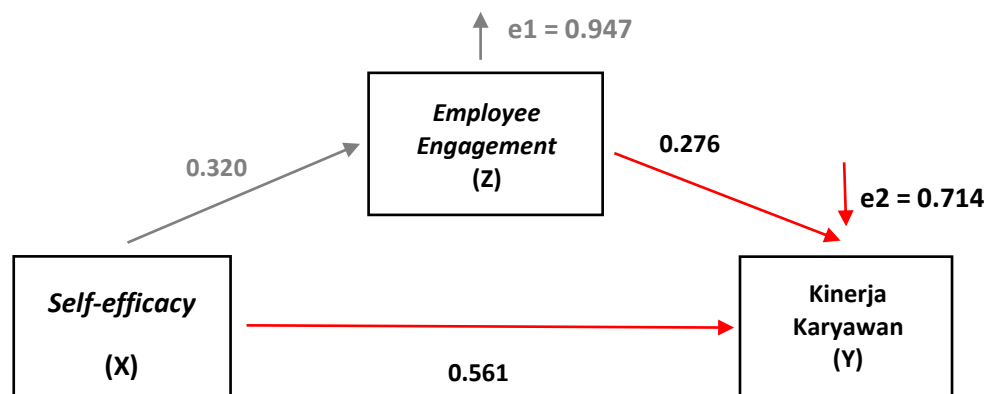 e1 = 0.947
Employee
Engagement
(Z)
0.320
0.276
e2 = 0.714
Self-efficacy
(X)
Kinerja
Karyawan
(Y)
0.561